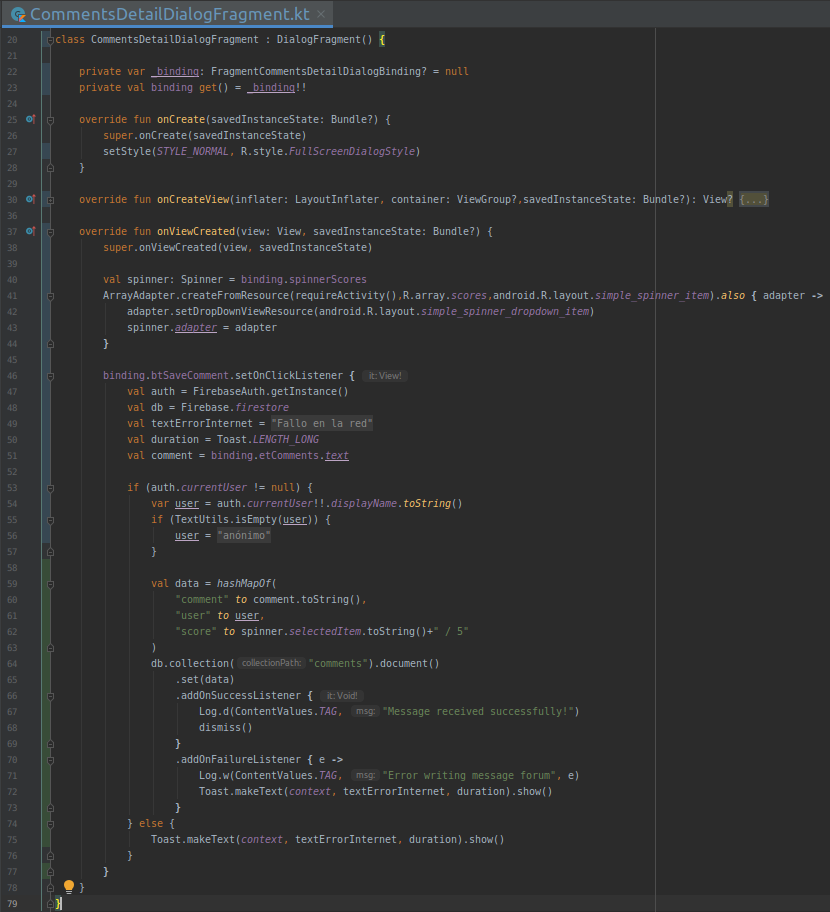 CommentsDetailDialogFragment.kt ×
20 class CommentsDetailDialogFragment : DialogFragment() {
21
22     private var _binding: FragmentCommentsDetailDialogBinding? = null
23     private val binding get() = _binding!!
24
25     override fun onCreate(savedInstanceState: Bundle?) {
26         super.onCreate(savedInstanceState)
27         setStyle(STYLE_NORMAL, R.style.FullScreenDialogStyle)
28     }
29
30     override fun onCreateView(inflater: LayoutInflater, container: ViewGroup?,savedInstanceState: Bundle?): View? {...}
36
37     override fun onViewCreated(view: View, savedInstanceState: Bundle?) {
38         super.onViewCreated(view, savedInstanceState)
39
40         val spinner: Spinner = binding.spinnerScores
41         ArrayAdapter.createFromResource(requireActivity(),R.array.scores,android.R.layout.simple_spinner_item).also { adapter ->
42             adapter.setDropDownViewResource(android.R.layout.simple_spinner_dropdown_item)
43             spinner.adapter = adapter
44         }
45
46         binding.btSaveComment.setOnClickListener { it: View!
47             val auth = FirebaseAuth.getInstance()
48             val db = Firebase.firestore
49             val textErrorInternet = "Fallo en la red"
50             val duration = Toast.LENGTH_LONG
51             val comment = binding.etComments.text
52
53             if (auth.currentUser != null) {
54                 var user = auth.currentUser!!.displayName.toString()
55                 if (TextUtils.isEmpty(user)) {
56                     user = "anónimo"
57                 }
58
59                 val data = hashMapOf(
60                     "comment" to comment.toString(),
61                     "user" to user,
62                     "score" to spinner.selectedItem.toString()+" / 5"
63                 )
64                 db.collection( collectionPath: "comments").document()
65                     .set(data)
66                     .addOnSuccessListener { it: Void!
67                         Log.d(ContentValues.TAG, msg: "Message received successfully!")
68                         dismiss()
69                     }
70                     .addOnFailureListener { e ->
71                         Log.w(ContentValues.TAG, msg: "Error writing message forum", e)
72                         Toast.makeText(context, textErrorInternet, duration).show()
73                     }
74             } else {
75                 Toast.makeText(context, textErrorInternet, duration).show()
76             }
77         }
78     }
79 }